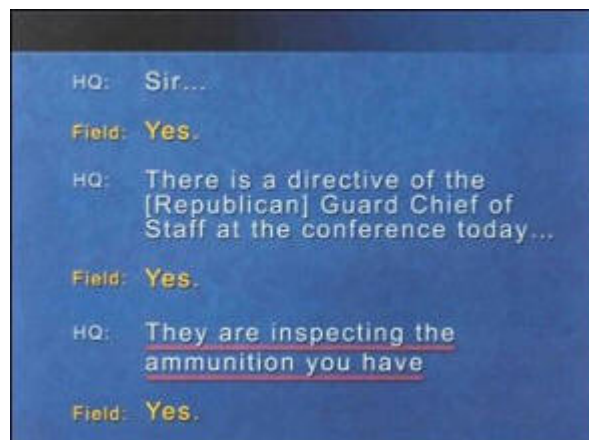 HQ: Sir...
Field: Yes.
HQ: There is a directive of the
[Republican] Guard Chief of
Staff at the conference today...
Field: Yes.
HQ: They are inspecting the
ammunition you have
Field: Yes.